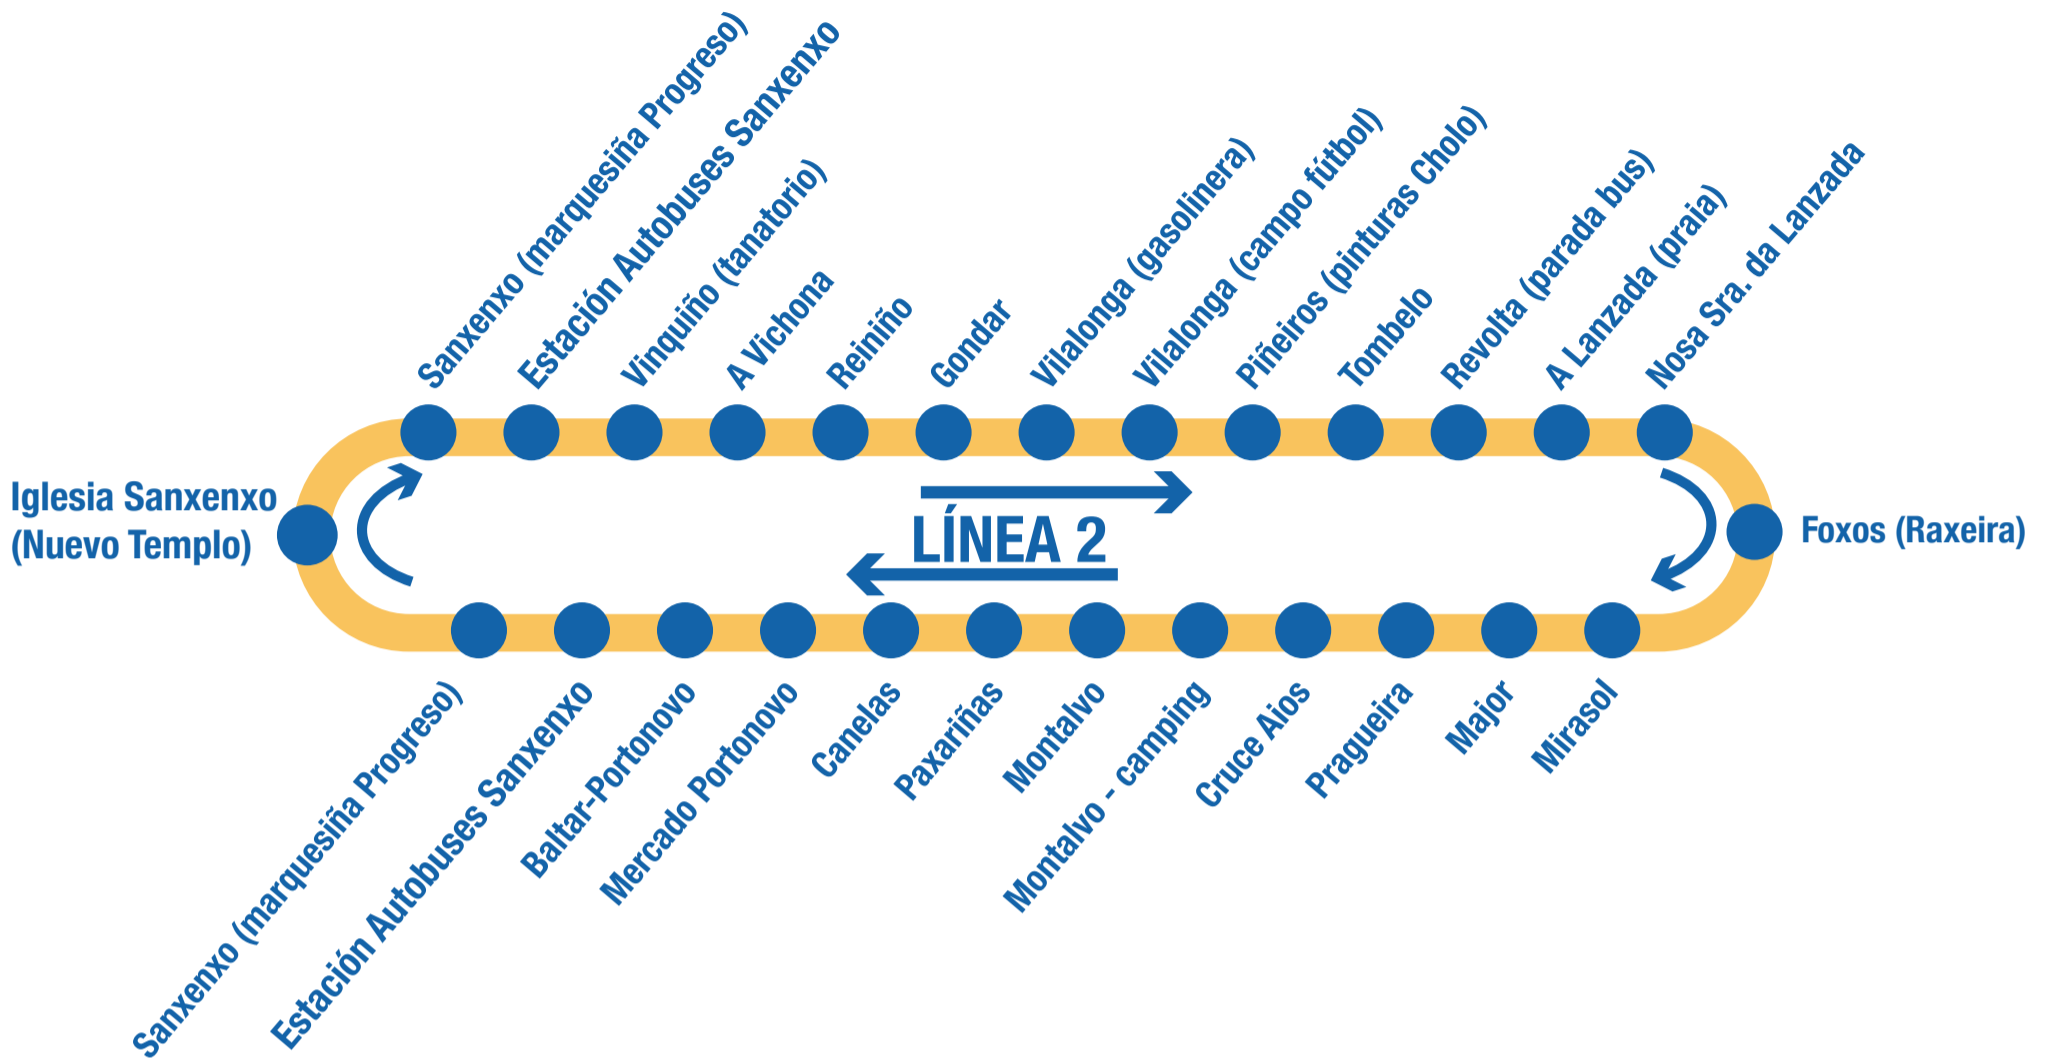 Sanxenxo (marquesiña Progreso)
Estación Autobuses Sanxenxo
Vinquiño (tanatorio)
A Vichona
Reiniño
Gondar
Vilalonga (gasolinera)
Vilalonga (campo fútbol)
Piñeiros (pinturas Cholo)
Tombelo
Revolta (parada bus)
A Lanzada (praia)
Nosa Sra. da Lanzada
Iglesia Sanxenxo
(Nuevo Templo)
LÍNEA 2
Foxos (Raxeira)
Sanxenxo (marquesiña Progreso)
Estación Autobuses Sanxenxo
Baltar-Portonovo
Mercado Portonovo
Canelas
Paxariñas
Montalvo
Montalvo - camping
Cruce Aios
Pragueira
Major
Mirasol